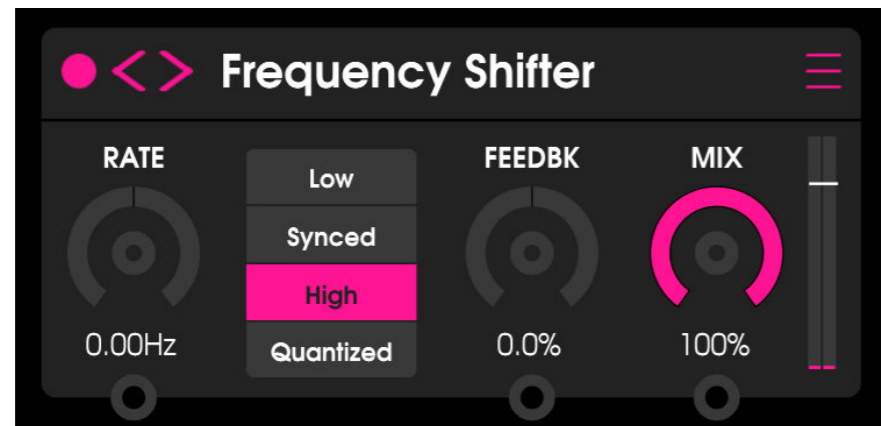 Frequency Shifter
RATE
Low
Synced
High
Quantized
0.00Hz
FEEDBK
0.0%
MIX
100%